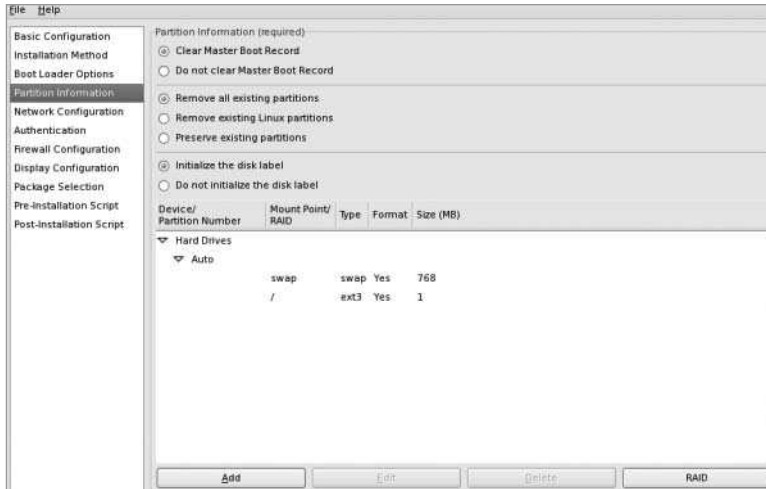 File Help
Basic Configuration
Installation Method
Boot Loader Options
Partition Information
Network Configuration
Authentication
Firewall Configuration
Display Configuration
Package Selection
Pre-Installation Script
Post-Installation Script
Partition Information (required)
Clear Master Boot Record
Do not clear Master Boot Record
Remove all existing partitions
Remove existing Linux partitions
Preserve existing partitions
Initialize the disk label
Do not initialize the disk label
Device/ Mount Point/ Type Format Size (MB)
Partition Number RAID
Hard Drives
Auto
swap swap Yes 768
/ ext3 Yes 1
Add Edit Delete RAID